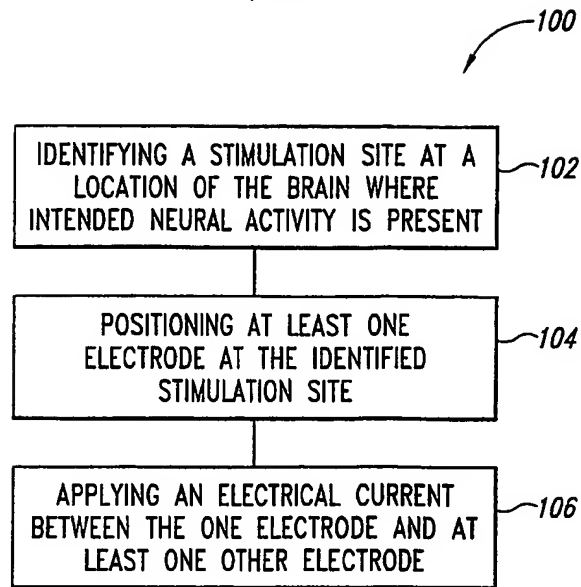 100
IDENTIFYING A STIMULATION SITE AT A
LOCATION OF THE BRAIN WHERE
INTENDED NEURAL ACTIVITY IS PRESENT
102
POSITIONING AT LEAST ONE
ELECTRODE AT THE IDENTIFIED
STIMULATION SITE
104
APPLYING AN ELECTRICAL CURRENT
BETWEEN THE ONE ELECTRODE AND AT
LEAST ONE OTHER ELECTRODE
106